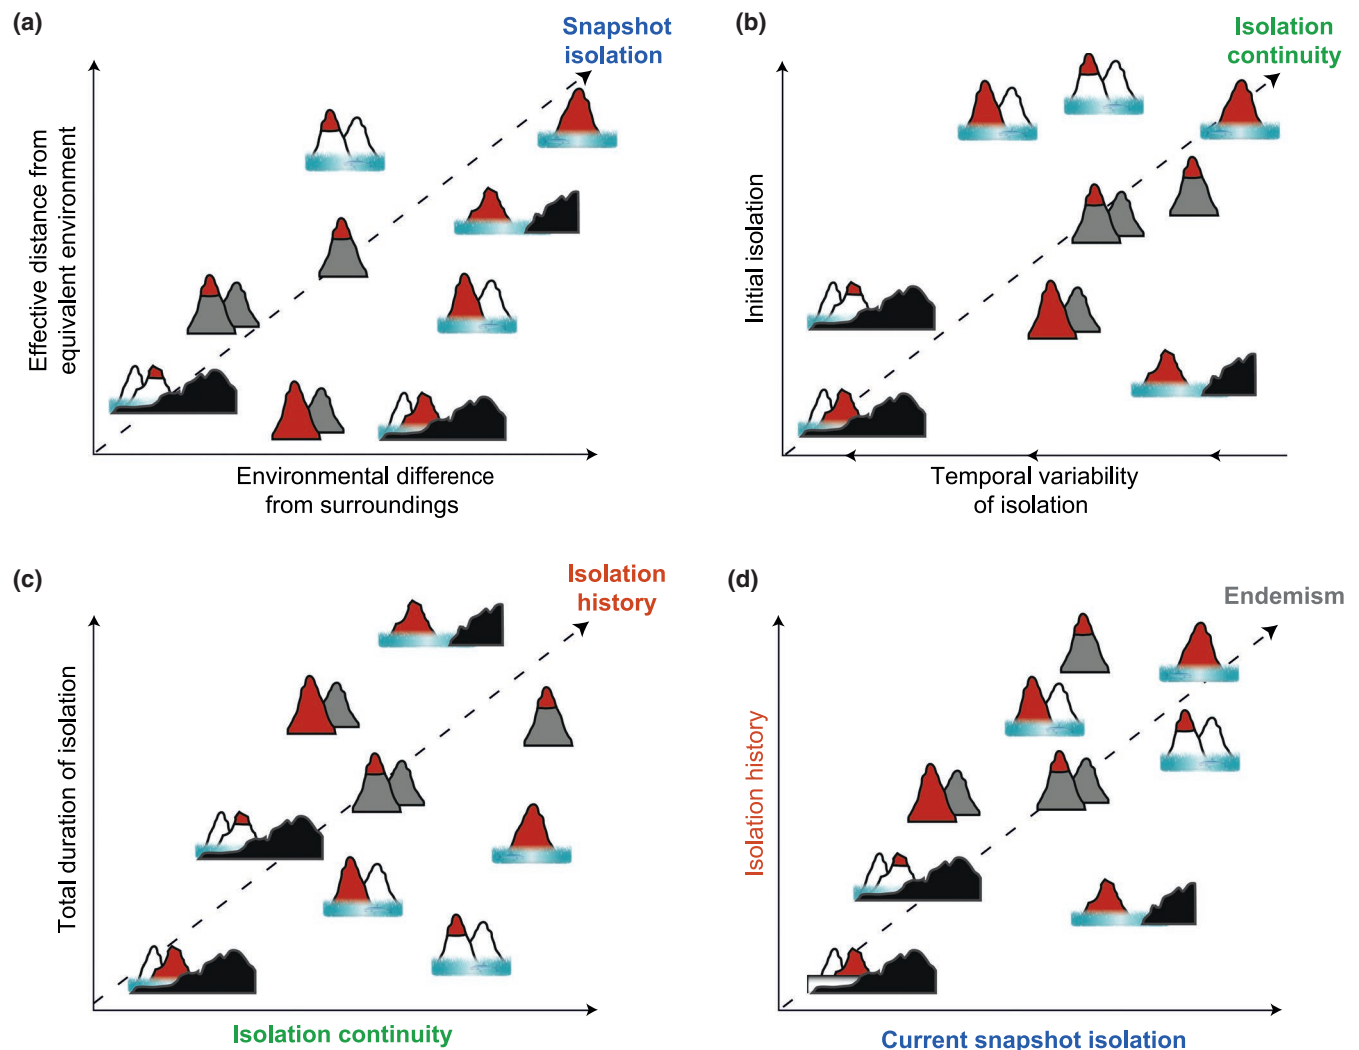 (a)
Snapshot
isolation
Effective distance from
equivalent environment
Environmental difference
from surroundings
(b)
Isolation
continuity
Initial isolation
Temporal variability
of isolation
(c)
Isolation
history
Total duration of isolation
Isolation continuity
(d)
Endemism
Isolation history
Current snapshot isolation